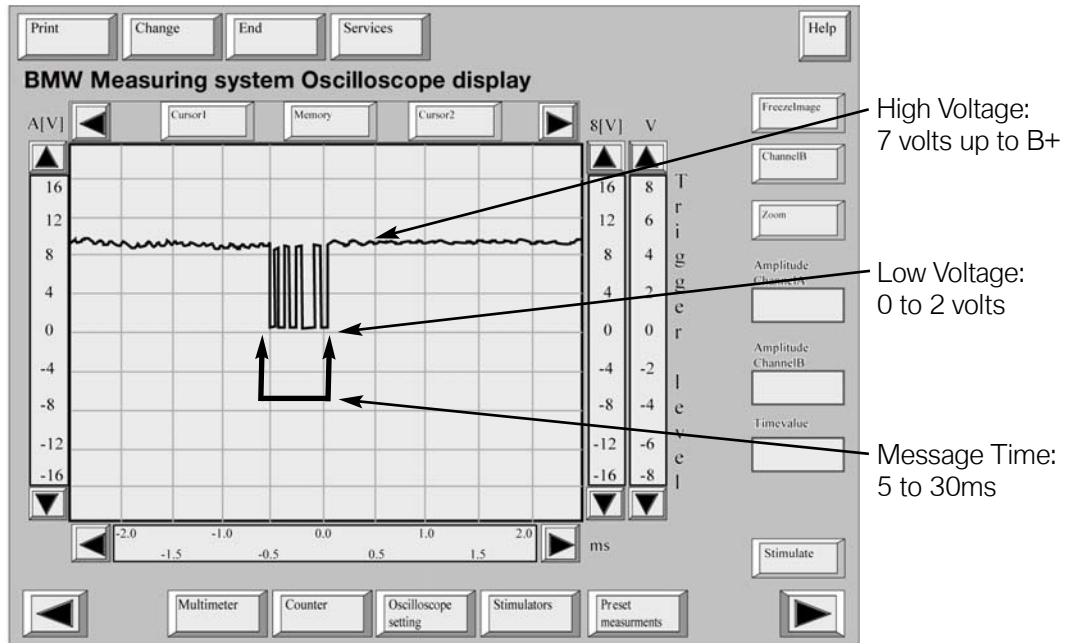 Print
Change
End
Services
Help
BMW Measuring system Oscilloscope display
A[V]
Cursor1
Memory
Cursor2
8[V]
V
FreezeImage
High Voltage:
7 volts up to B+
ChannelB
Zoom
16
12
8
4
0
-4
-8
-12
-16
16
12
8
4
0
-4
-8
-12
-16
8
6
4
2
0
-2
-4
-6
-8
Trigger level
Amplitude
ChannelA
Low Voltage:
0 to 2 volts
Amplitude
ChannelB
Timevalue
Message Time:
5 to 30ms
-2.0
-1.0
0.0
1.0
2.0
-1.5
-0.5
0.5
1.5
ms
Stimulate
Multimeter
Counter
Oscilloscope
setting
Stimulators
Preset
measurments